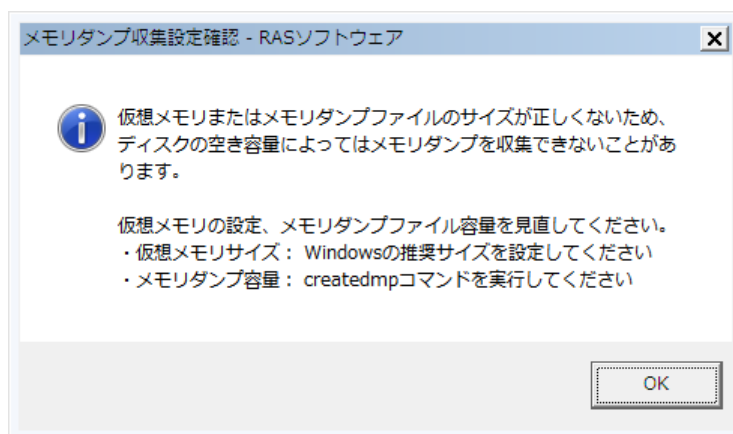 メモリダンプ収集設定確認 - RASソフトウェア
仮想メモリまたはメモリダンプファイルのサイズが正しくないため、
ディスクの空き容量によってはメモリダンプを収集できないことがあ
ります。
仮想メモリの設定、メモリダンプファイル容量を見直してください。
・仮想メモリサイズ： Windowsの推奨サイズを設定してください
・メモリダンプ容量： createdmpコマンドを実行してください
OK